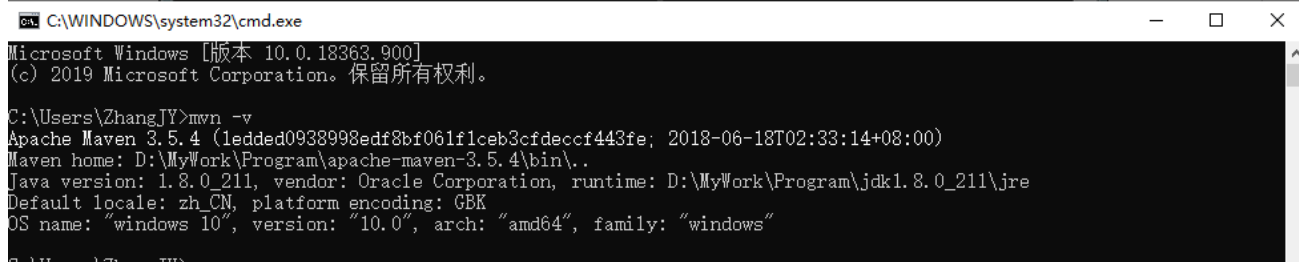 C:\WINDOWS\system32\cmd.exe
Microsoft Windows [版本 10.0.18363.900]
(c) 2019 Microsoft Corporation。保留所有权利。
C:\Users\ZhangJY>mvn -v
Apache Maven 3.5.4 (1edded0938998edf8bf061f1ceb3cfdeccf443fe; 2018-06-18T02:33:14+08:00)
Maven home: D:\MyWork\Program\apache-maven-3.5.4\bin\..
Java version: 1.8.0_211, vendor: Oracle Corporation, runtime: D:\MyWork\Program\jdk1.8.0_211\jre
Default locale: zh_CN, platform encoding: GBK
OS name: "windows 10", version: "10.0", arch: "amd64", family: "windows"